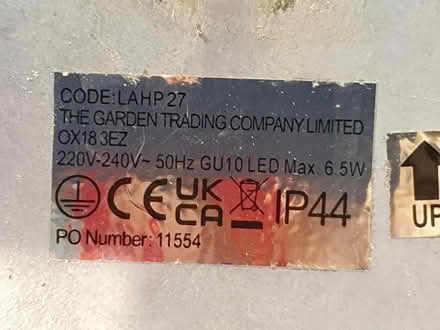 CODE: LAHP 27
THE GARDEN TRADING COMPANY LIMITED
OX18 3EZ
220V-240V~ 50Hz GU10 LED Max. 6.5W
CE UK CA IP44
PO Number: 11554
UP